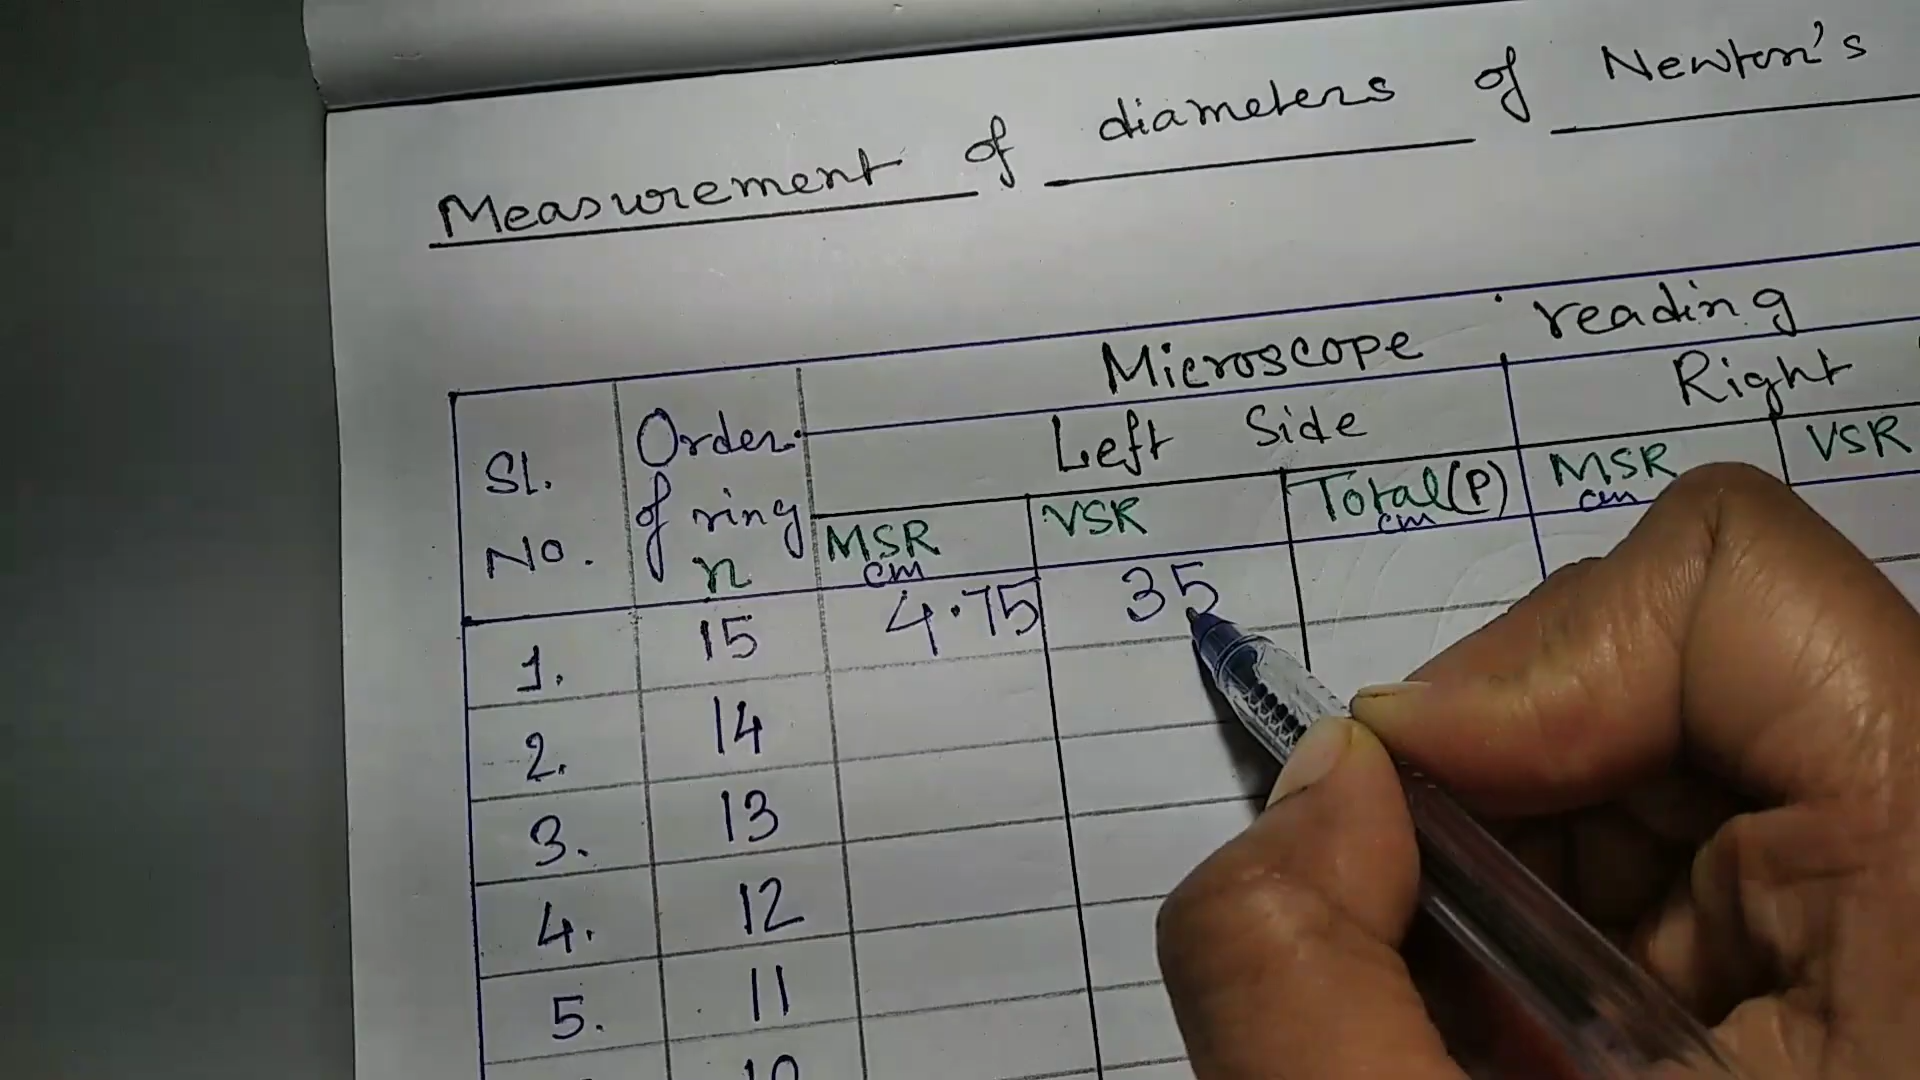 Measurement of diameters of Newton's
Microscope reading
Sl. No. Order of ring n Left Side Right
MSR cm VSR Total(P) cm MSR cm VSR
1. 15 4.75 35
2. 14
3. 13
4. 12
5. 11
10